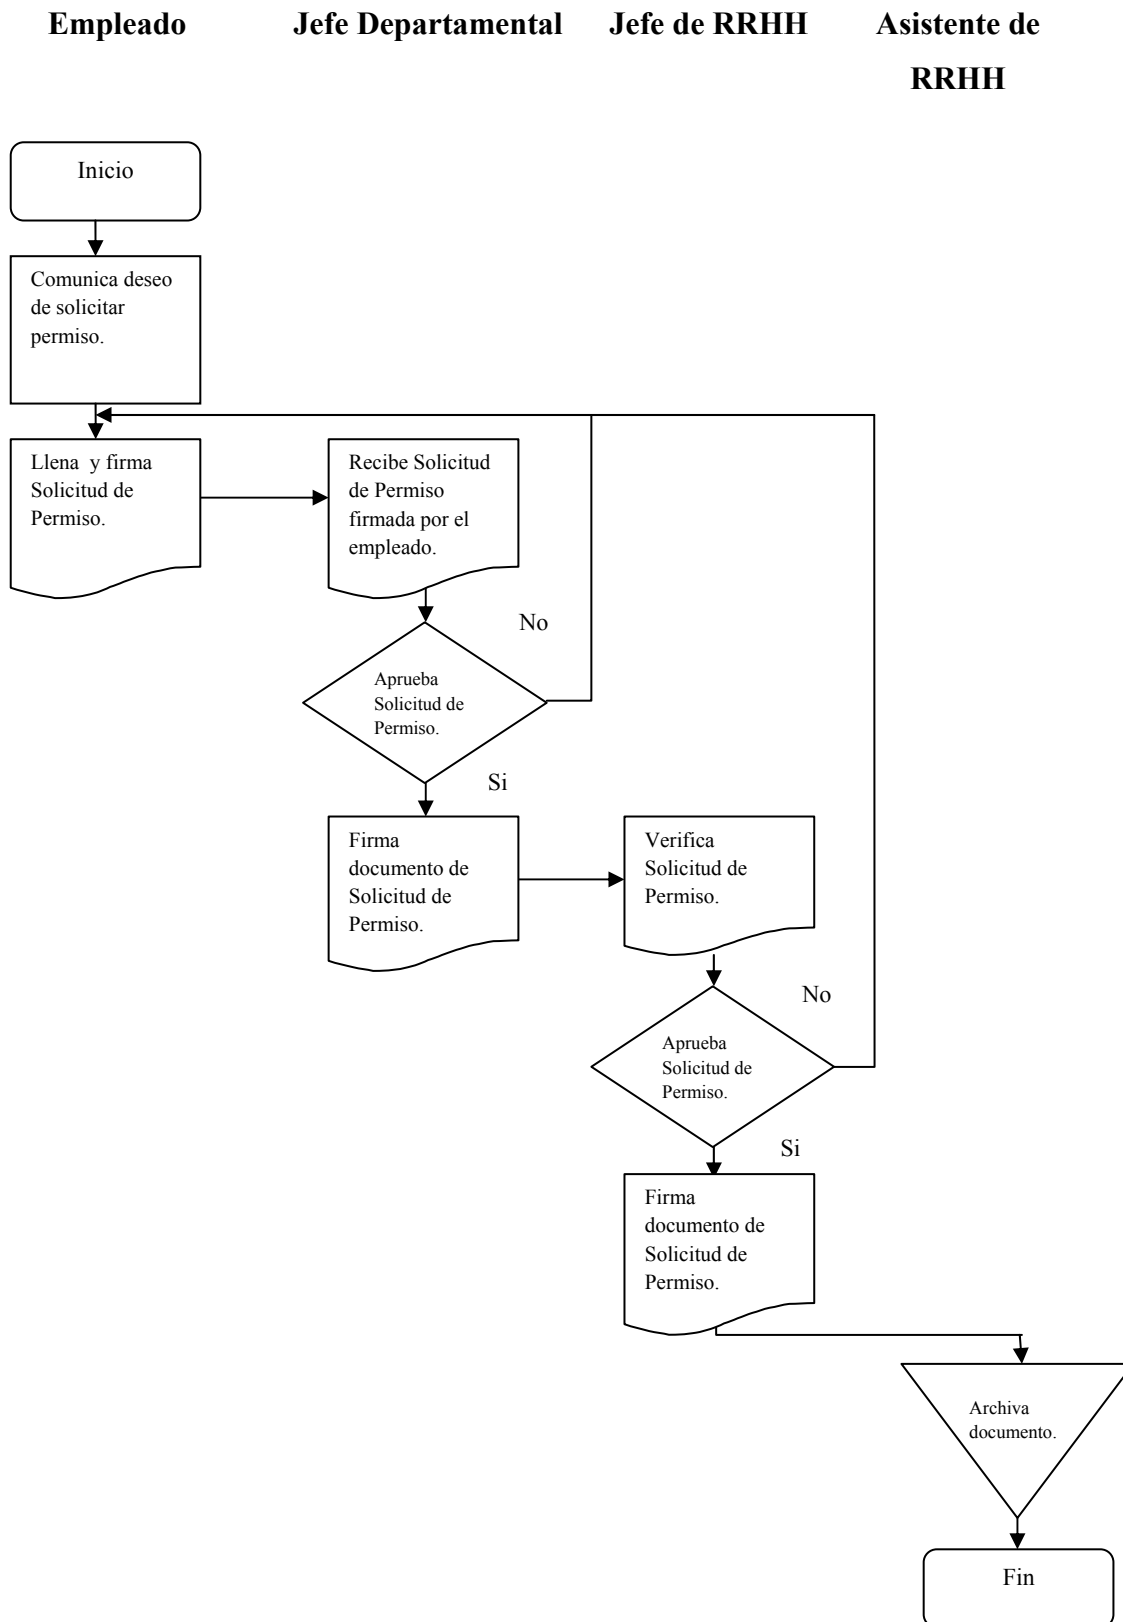 Empleado
Jefe Departamental
Jefe de RRHH
Asistente de
RRHH
Inicio
Comunica deseo
de solicitar
permiso.
Llena  y firma
Solicitud de
Permiso.
Recibe Solicitud
de Permiso
firmada por el
empleado.
No
Aprueba
Solicitud de
Permiso.
Si
Firma
documento de
Solicitud de
Permiso.
Verifica
Solicitud de
Permiso.
No
Aprueba
Solicitud de
Permiso.
Si
Firma
documento de
Solicitud de
Permiso.
Archiva
documento.
Fin